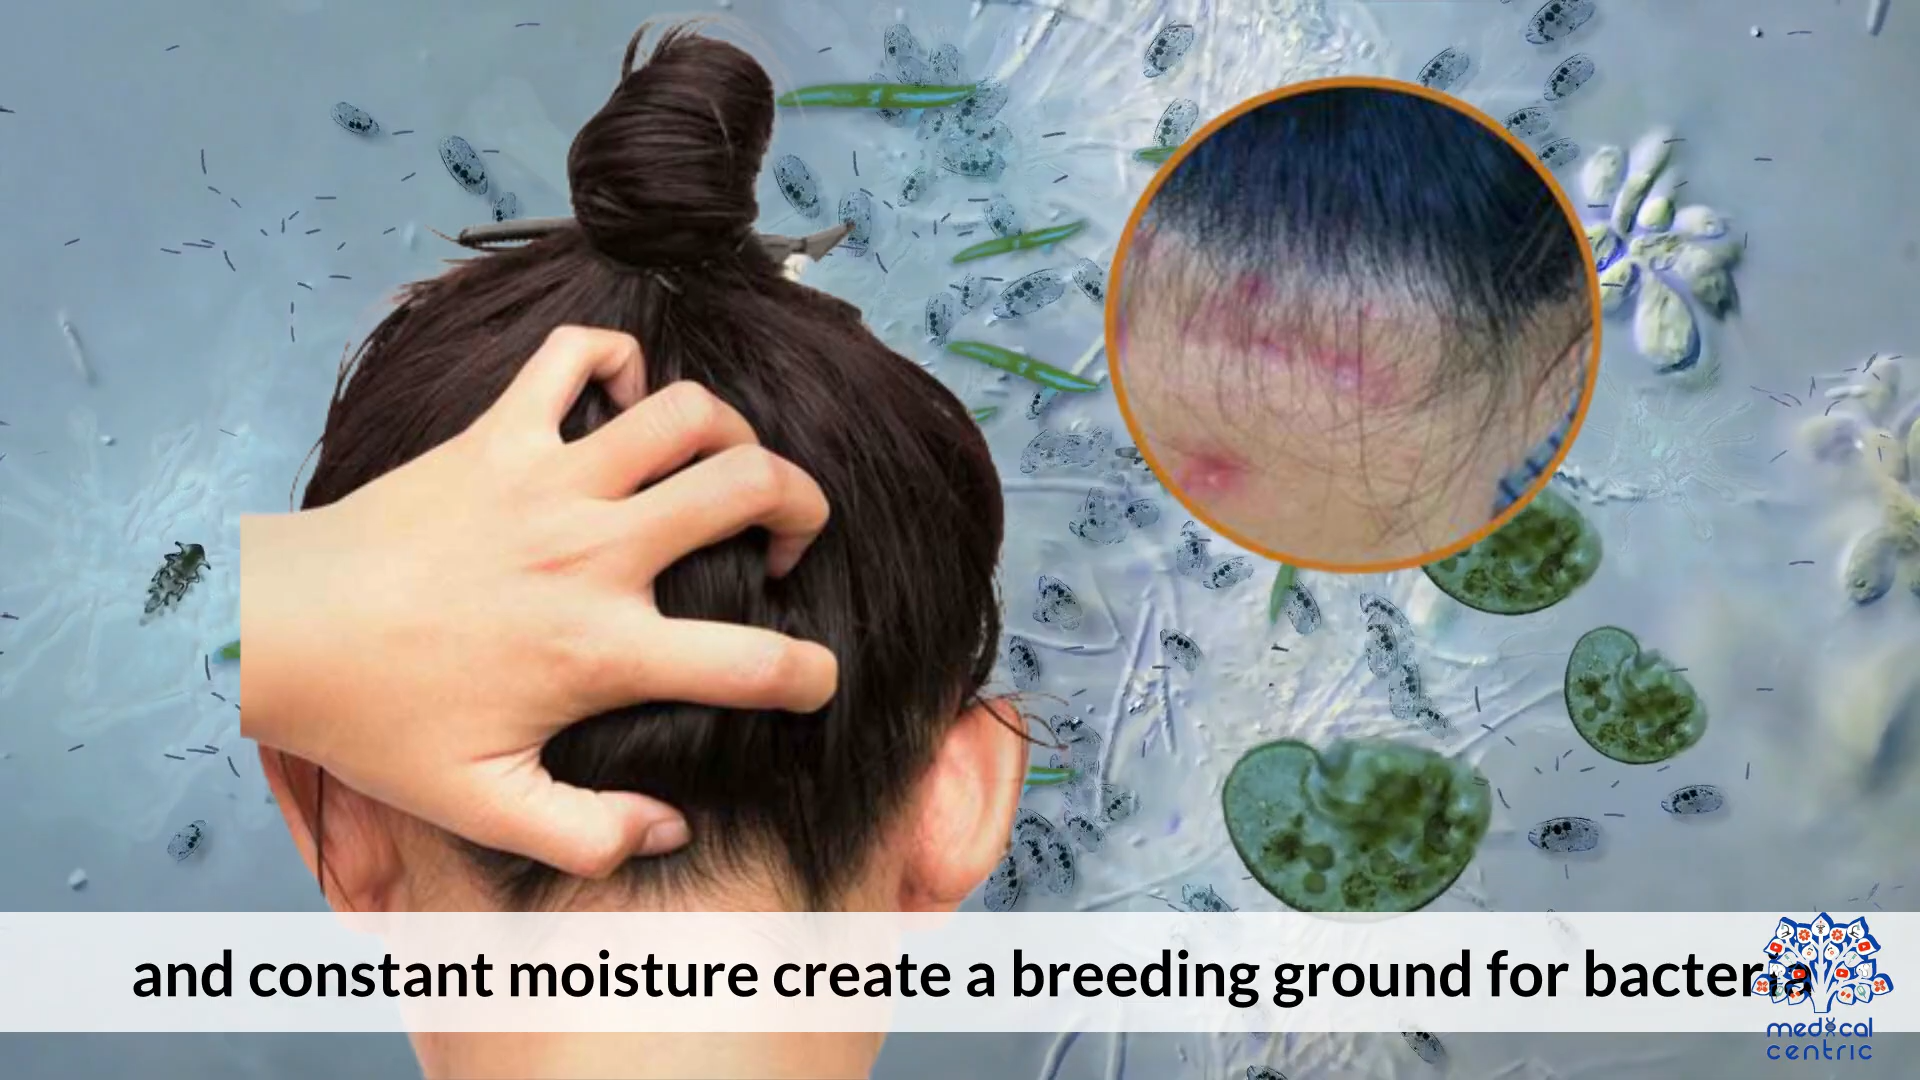 and constant moisture create a breeding ground for bacteria
medical
centric